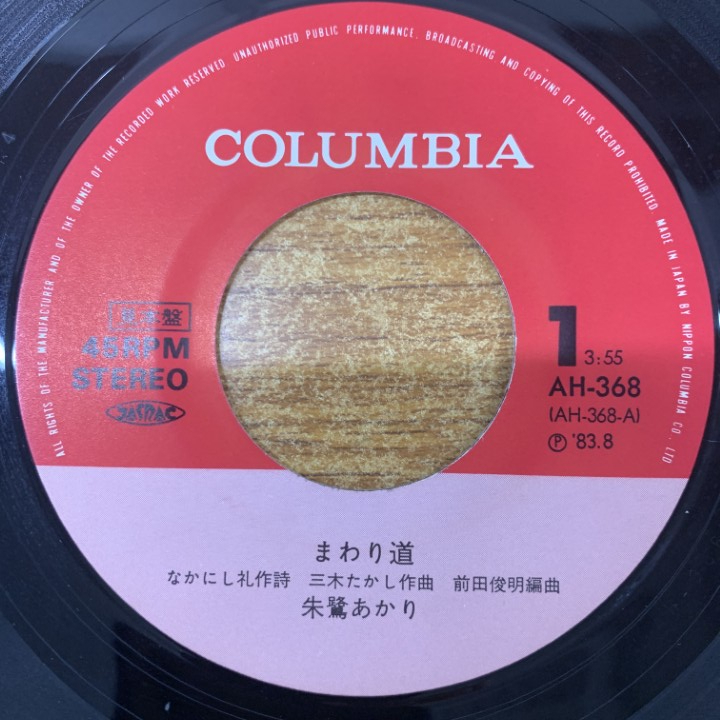 ALL RIGHTS OF THE MANUFACTURER AND OF THE OWNER OF THE RECORDED WORK RESERVED UNAUTHORIZED PUBLIC PERFORMANCE. BROADCASTING AND COPYING OF THIS RECORD PROHIBITED. MADE IN JAPAN BY NIPPON COLUMBIA CO., LTD
COLUMBIA
見本盤
45RPM
STEREO
JASRAC
1 3:55
AH-368
(AH-368-A)
Ⓟ '83.8
まわり道
なかにし礼作詩 三木たかし作曲 前田俊明編曲
朱鷺あかり